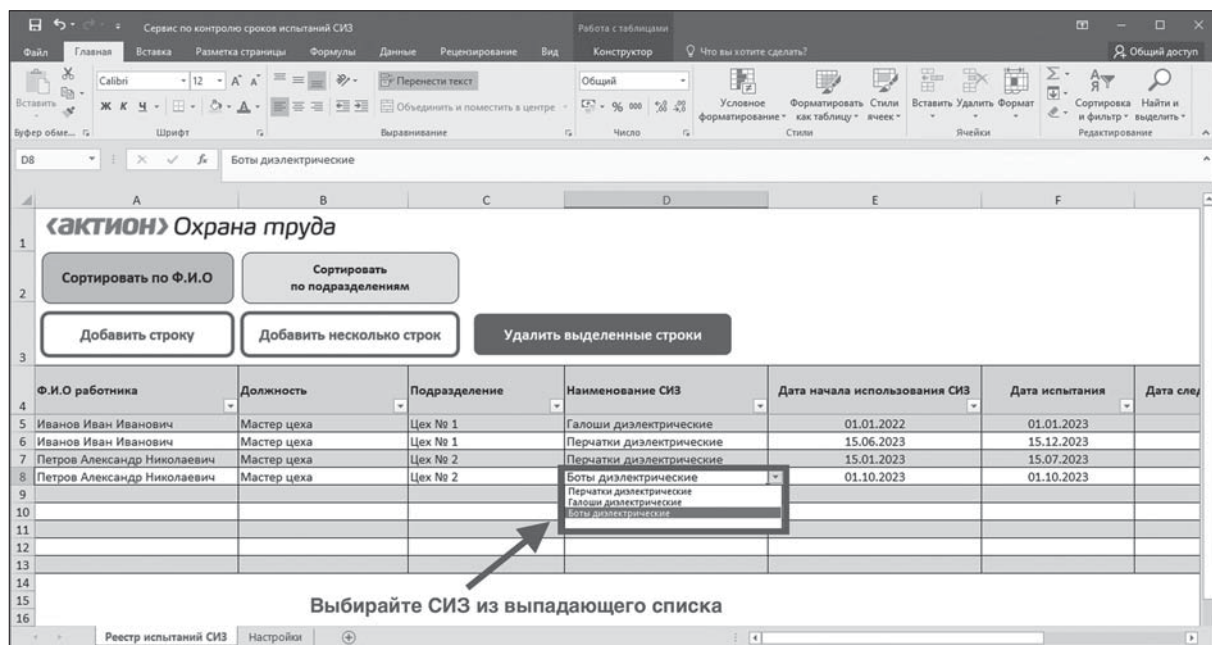 Сервис по контролю сроков испытаний СИЗ
Работа с таблицами
Файл Главная Вставка Разметка страницы Формулы Данные Рецензирование Вид Конструктор Что вы хотите сделать? Общий доступ
Вставить
Calibri 12
Ж К Ч
Перенести текст
Объединить и поместить в центре
Общий
% 000
Условное форматирование
Форматировать как таблицу
Стили ячеек
Вставить Удалить Формат
Сортировка и фильтр
Найти и выделить
Буфер обме... Шрифт Выравнивание Число Стили Ячейки Редактирование
D8 fx Боты диэлектрические
A B C D E F
1 ‹актион› Охрана труда
2 Сортировать по Ф.И.О Сортировать по подразделениям
3 Добавить строку Добавить несколько строк Удалить выделенные строки
4 Ф.И.О работника Должность Подразделение Наименование СИЗ Дата начала использования СИЗ Дата испытания Дата след
5 Иванов Иван Иванович Мастер цеха Цех № 1 Галоши диэлектрические 01.01.2022 01.01.2023
6 Иванов Иван Иванович Мастер цеха Цех № 1 Перчатки диэлектрические 15.06.2023 15.12.2023
7 Петров Александр Николаевич Мастер цеха Цех № 2 Перчатки диэлектрические 15.01.2023 15.07.2023
8 Петров Александр Николаевич Мастер цеха Цех № 2 Боты диэлектрические 01.10.2023 01.10.2023
9 Перчатки диэлектрические
Галоши диэлектрические
10 Боты диэлектрические
11
12
13
14
15 Выбирайте СИЗ из выпадающего списка
16
Реестр испытаний СИЗ Настройки